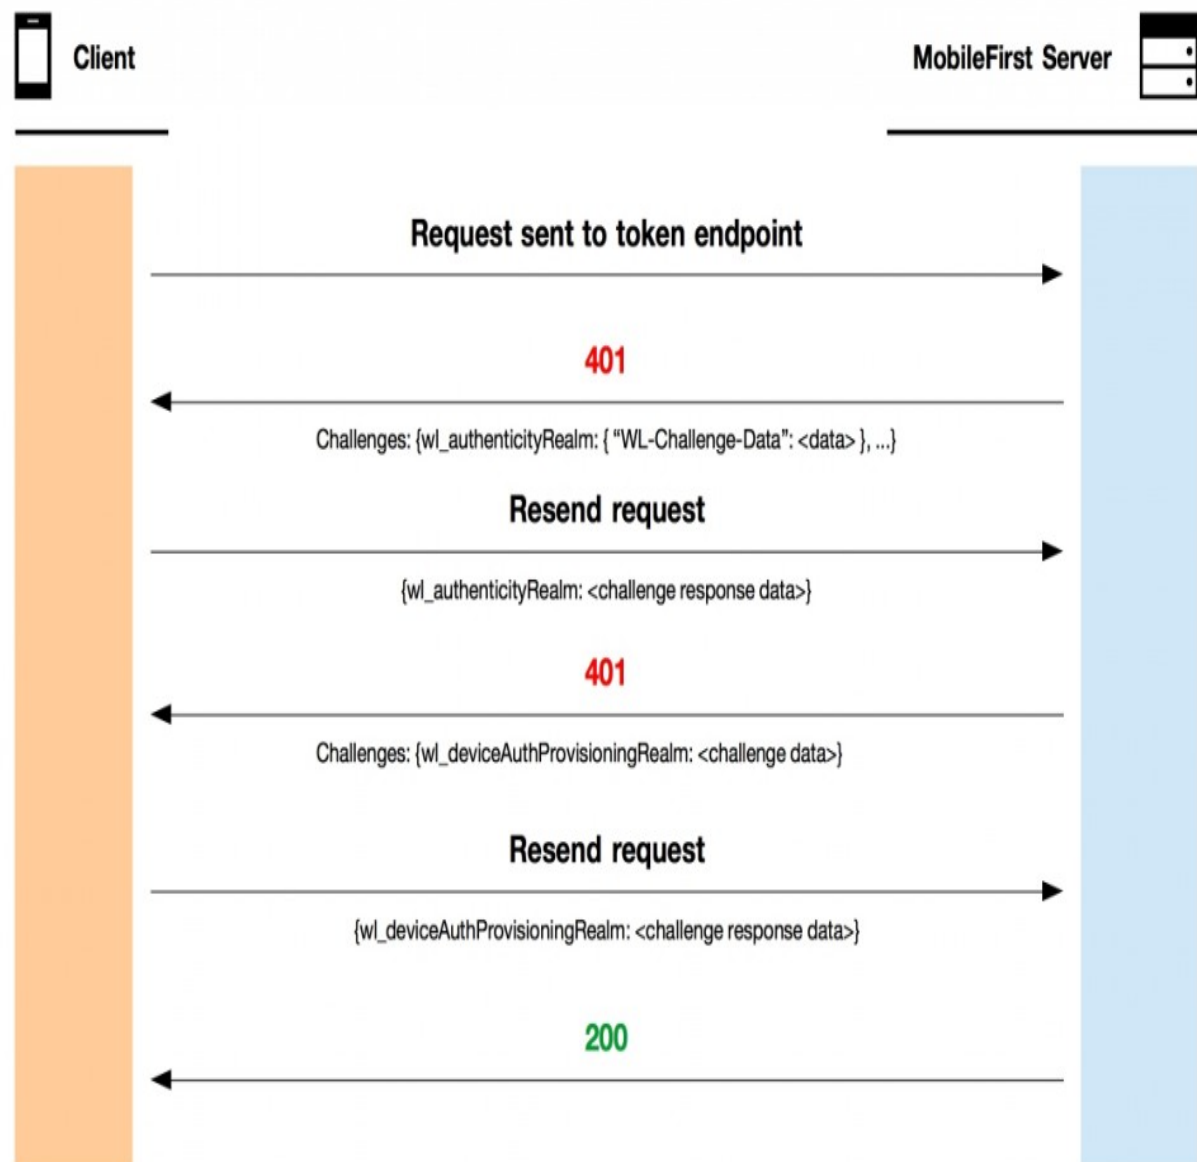 Client
MobileFirst Server
Request sent to token endpoint
401
Challenges: {wl_authenticityRealm: { “WL-Challenge-Data”: <data> }, ...}
Resend request
{wl_authenticityRealm: <challenge response data>}
401
Challenges: {wl_deviceAuthProvisioningRealm: <challenge data>}
Resend request
{wl_deviceAuthProvisioningRealm: <challenge response data>}
200